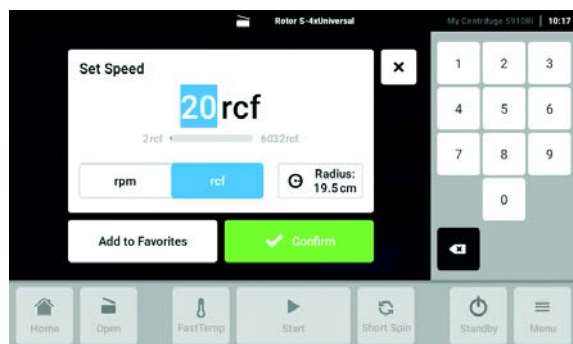 Rotor S-4xUniversal
My Centrifuge 5910Ri 10:17
Set Speed
20 rcf
2rcf 6032rcf
rpm rcf Radius:
19.5cm
Add to Favorites Confirm
1 2 3
4 5 6
7 8 9
0
Home Open FastTemp Start Short Spin Standby Menu